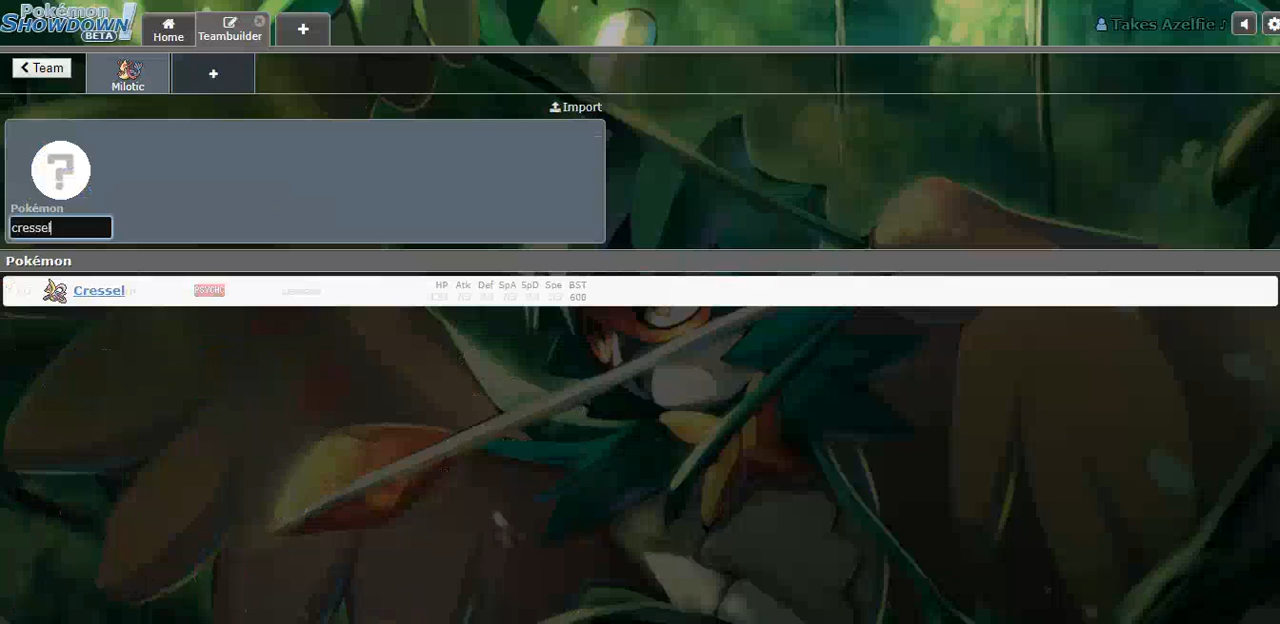 Pokémon
SHOWDOWN!
BETA
Home
Teambuilder
Takes Azelfie ♪
Team
Milotic
Import
Pokémon
cressel
Pokémon
Cressel
PSYCHC
HP Atk Def SpA SpD Spe BST
600